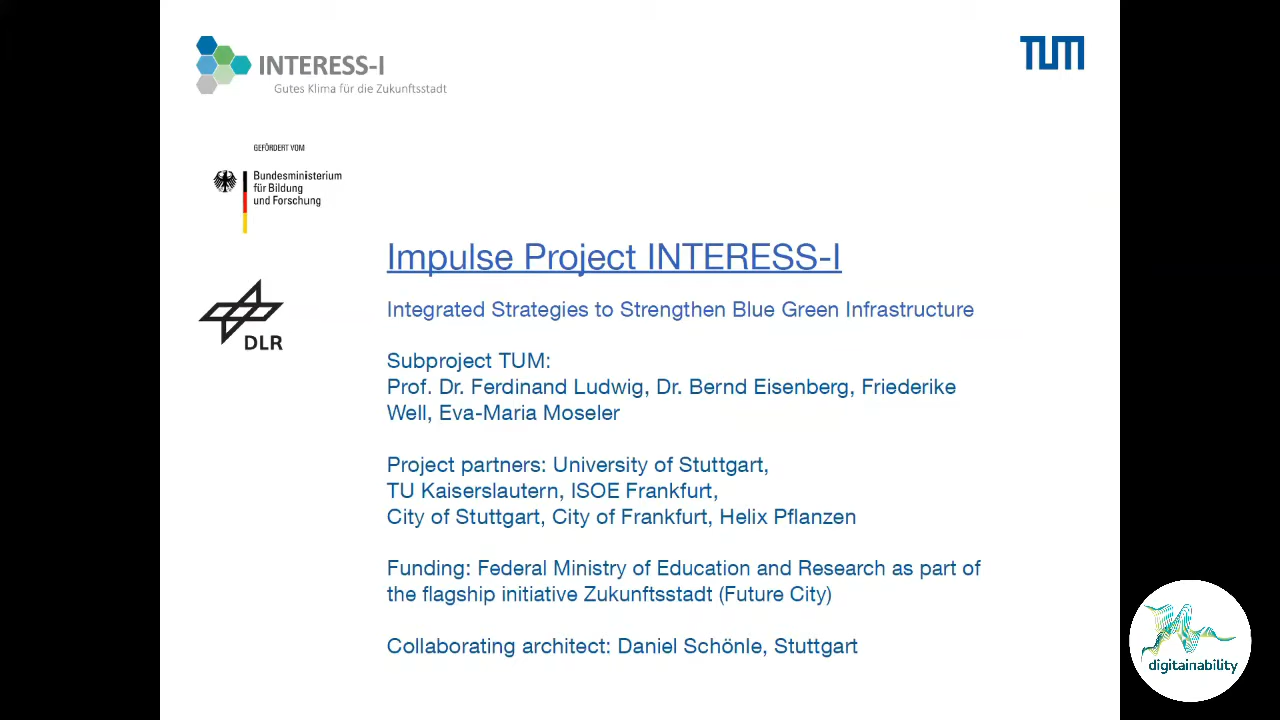 INTERESS-I
Gutes Klima für die Zukunftsstadt
TUM
GEFÖRDERT VOM
Bundesministerium
für Bildung
und Forschung
DLR
Impulse Project INTERESS-I
Integrated Strategies to Strengthen Blue Green Infrastructure
Subproject TUM:
Prof. Dr. Ferdinand Ludwig, Dr. Bernd Eisenberg, Friederike
Well, Eva-Maria Moseler
Project partners: University of Stuttgart,
TU Kaiserslautern, ISOE Frankfurt,
City of Stuttgart, City of Frankfurt, Helix Pflanzen
Funding: Federal Ministry of Education and Research as part of
the flagship initiative Zukunftsstadt (Future City)
Collaborating architect: Daniel Schönle, Stuttgart
digitainability